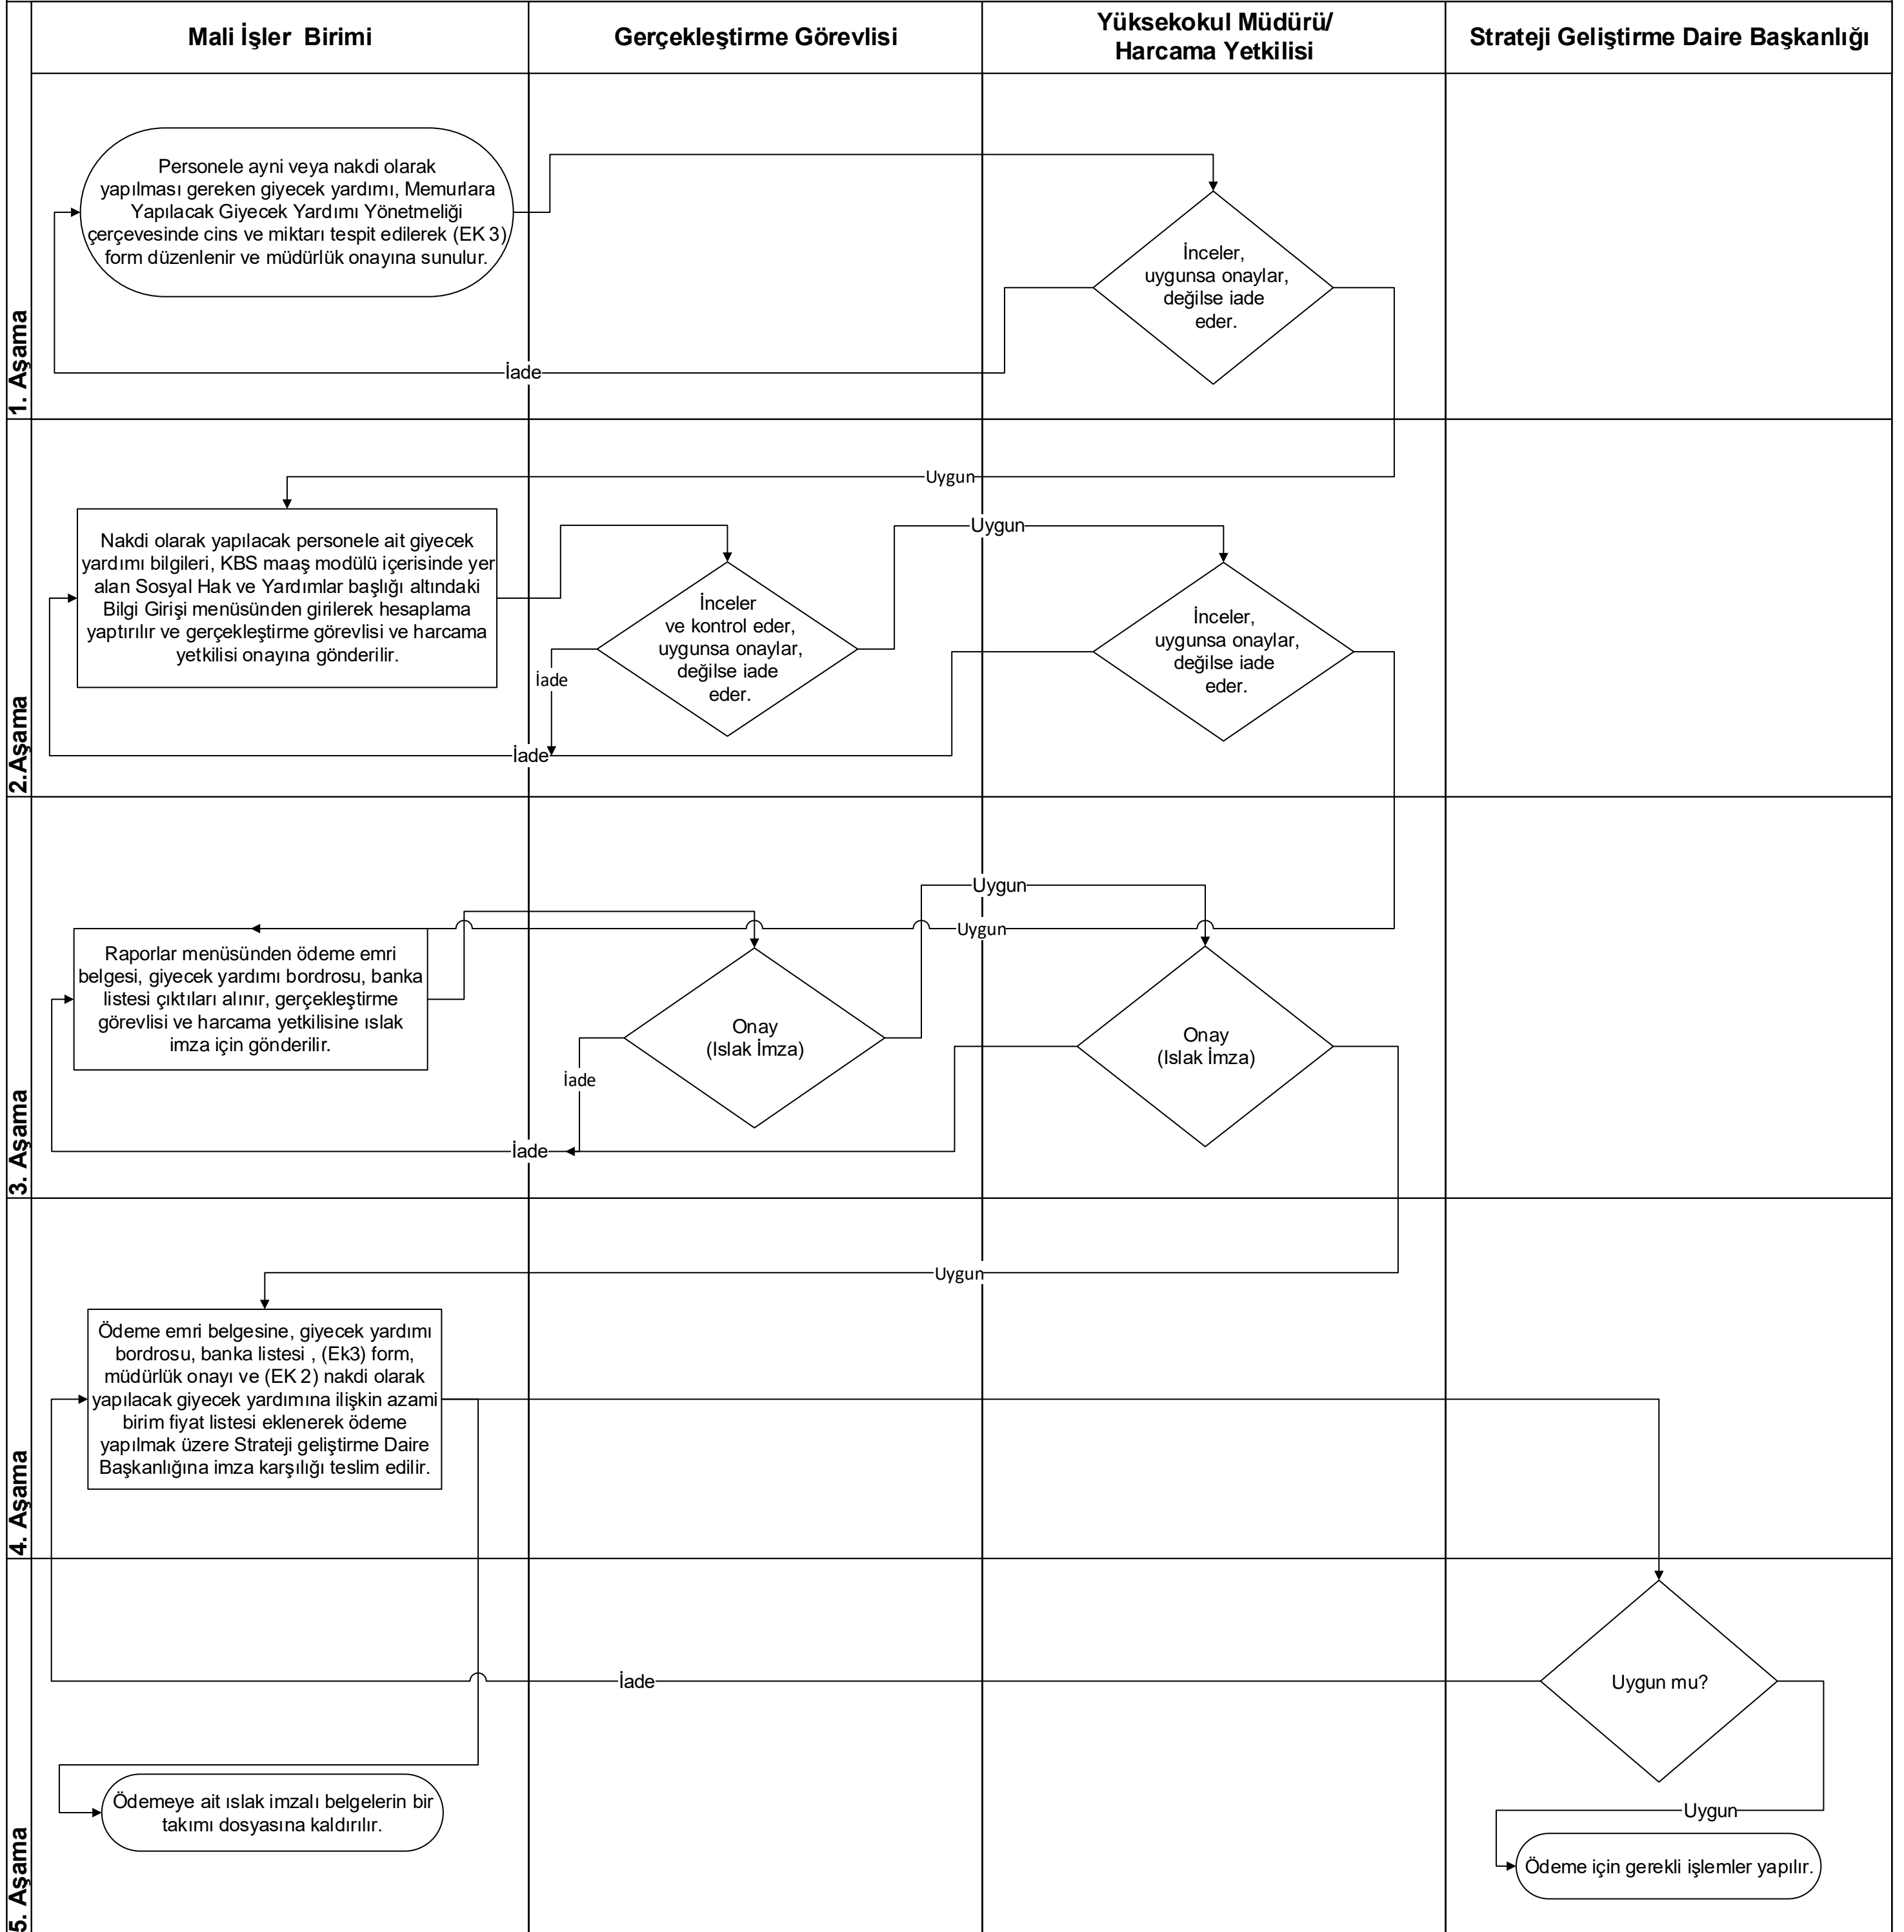 Mali İşler  Birimi
Gerçekleştirme Görevlisi
Yüksekokul Müdürü/
Harcama Yetkilisi
Strateji Geliştirme Daire Başkanlığı
1. Aşama
Personele ayni veya nakdi olarak
yapılması gereken giyecek yardımı, Memurlara
Yapılacak Giyecek Yardımı Yönetmeliği
çerçevesinde cins ve miktarı tespit edilerek (EK 3)
form düzenlenir ve müdürlük onayına sunulur.
İnceler,
uygunsa onaylar,
değilse iade
eder.
İade
2.Aşama
Uygun
Nakdi olarak yapılacak personele ait giyecek
yardımı bilgileri, KBS maaş modülü içerisinde yer
alan Sosyal Hak ve Yardımlar başlığı altındaki
Bilgi Girişi menüsünden girilerek hesaplama
yaptırılır ve gerçekleştirme görevlisi ve harcama
yetkilisi onayına gönderilir.
İnceler
ve kontrol eder,
uygunsa onaylar,
değilse iade
eder.
Uygun
İnceler,
uygunsa onaylar,
değilse iade
eder.
İade
İade
3. Aşama
Uygun
Uygun
Raporlar menüsünden ödeme emri
belgesi, giyecek yardımı bordrosu, banka
listesi çıktıları alınır, gerçekleştirme
görevlisi ve harcama yetkilisine ıslak
imza için gönderilir.
Onay
(Islak İmza)
Onay
(Islak İmza)
İade
İade
4. Aşama
Uygun
Ödeme emri belgesine, giyecek yardımı
bordrosu, banka listesi , (Ek3) form,
müdürlük onayı ve (EK 2) nakdi olarak
yapılacak giyecek yardımına ilişkin azami
birim fiyat listesi eklenerek ödeme
yapılmak üzere Strateji geliştirme Daire
Başkanlığına imza karşılığı teslim edilir.
5. Aşama
İade
Uygun mu?
Ödemeye ait ıslak imzalı belgelerin bir
takımı dosyasına kaldırılır.
Uygun
Ödeme için gerekli işlemler yapılır.